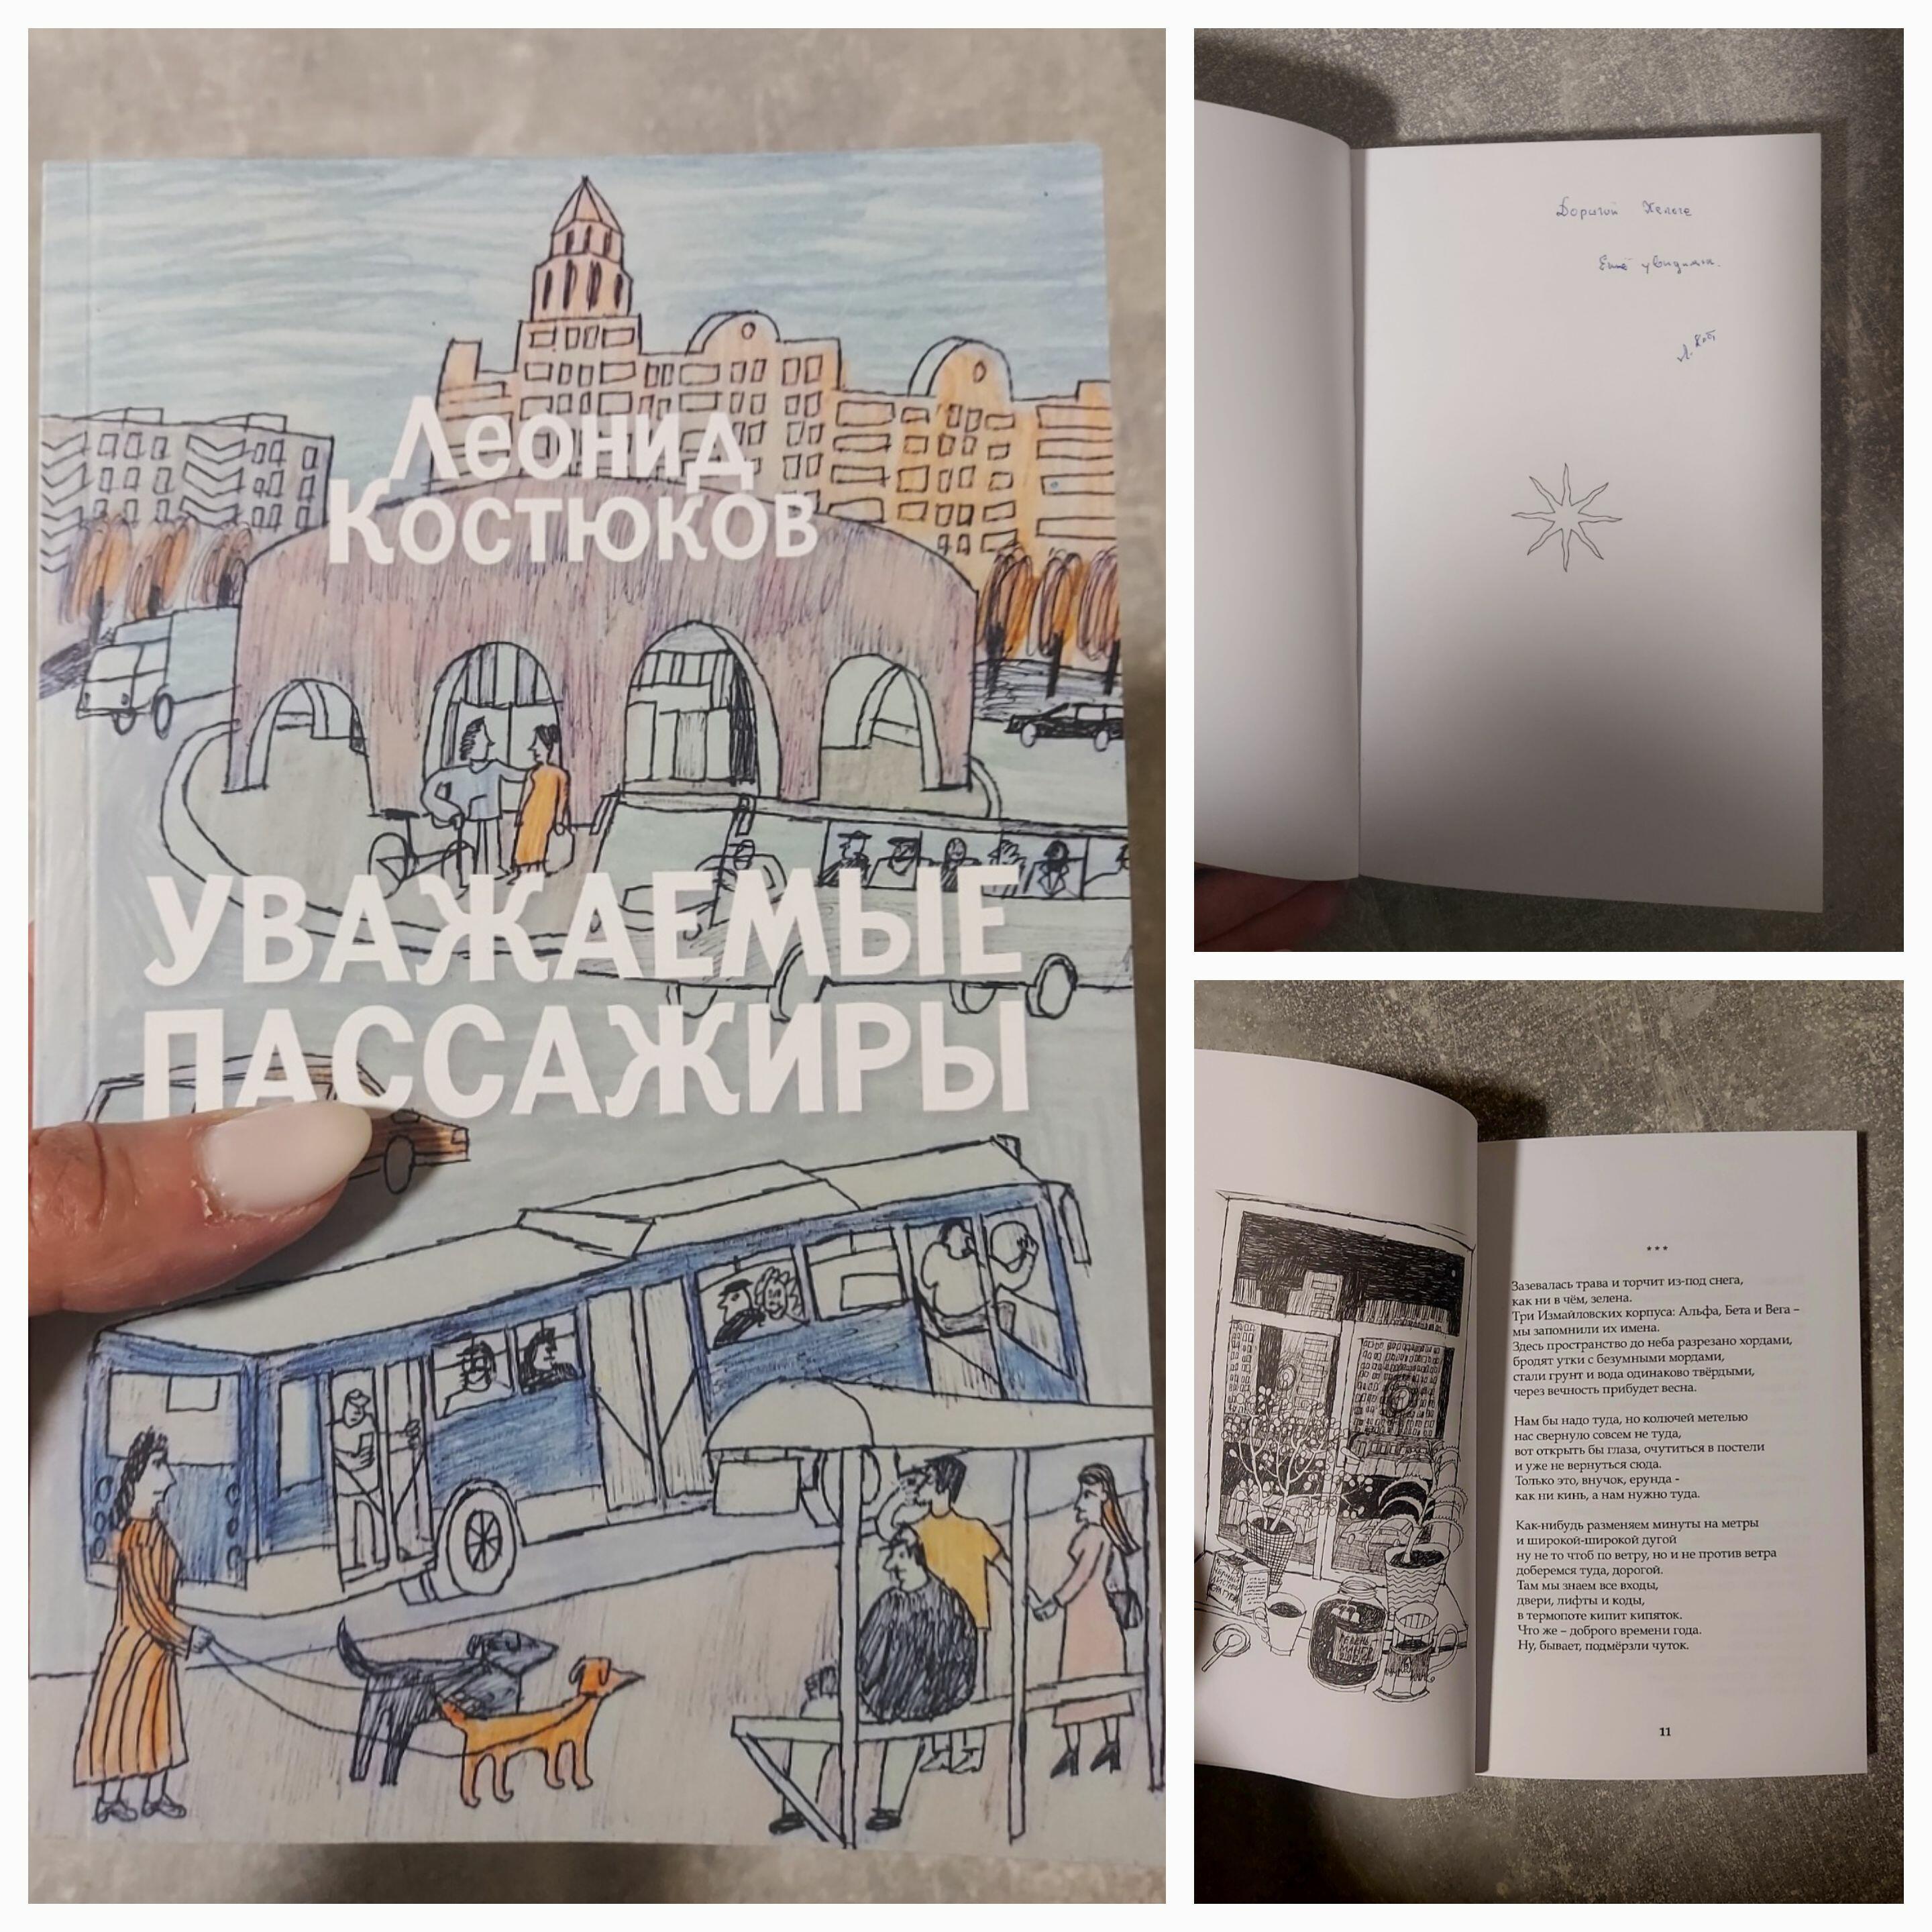 Леонид
Костюков
УВАЖАЕМЫЕ
ПАССАЖИРЫ
Дорогой Хельге
Ещё увидимся.
***
Зазевалась трава и торчит из-под снега,
как ни в чём, зелена.
Три Измайловских корпуса: Альфа, Бета и Вега –
мы запомнили их имена.
Здесь пространство до неба разрезано хордами,
бродят утки с безумными мордами,
стали грунт и вода одинаково твёрдыми,
через вечность прибудет весна.
Нам бы надо туда, но колючей метелью
нас свернуло совсем не туда,
вот открыть бы глаза, очутиться в постели
и уже не вернуться сюда.
Только это, внучок, ерунда -
как ни кинь, а нам нужно туда.
Как-нибудь разменяем минуты на метры
и широкой-широкой дугой
ну не то чтоб по ветру, но и не против ветра
доберемся туда, дорогой.
Там мы знаем все входы,
двери, лифты и коды,
в термопоте кипит кипяток.
Что же – доброго времени года.
Ну, бывает, подмёрзли чуток.
11